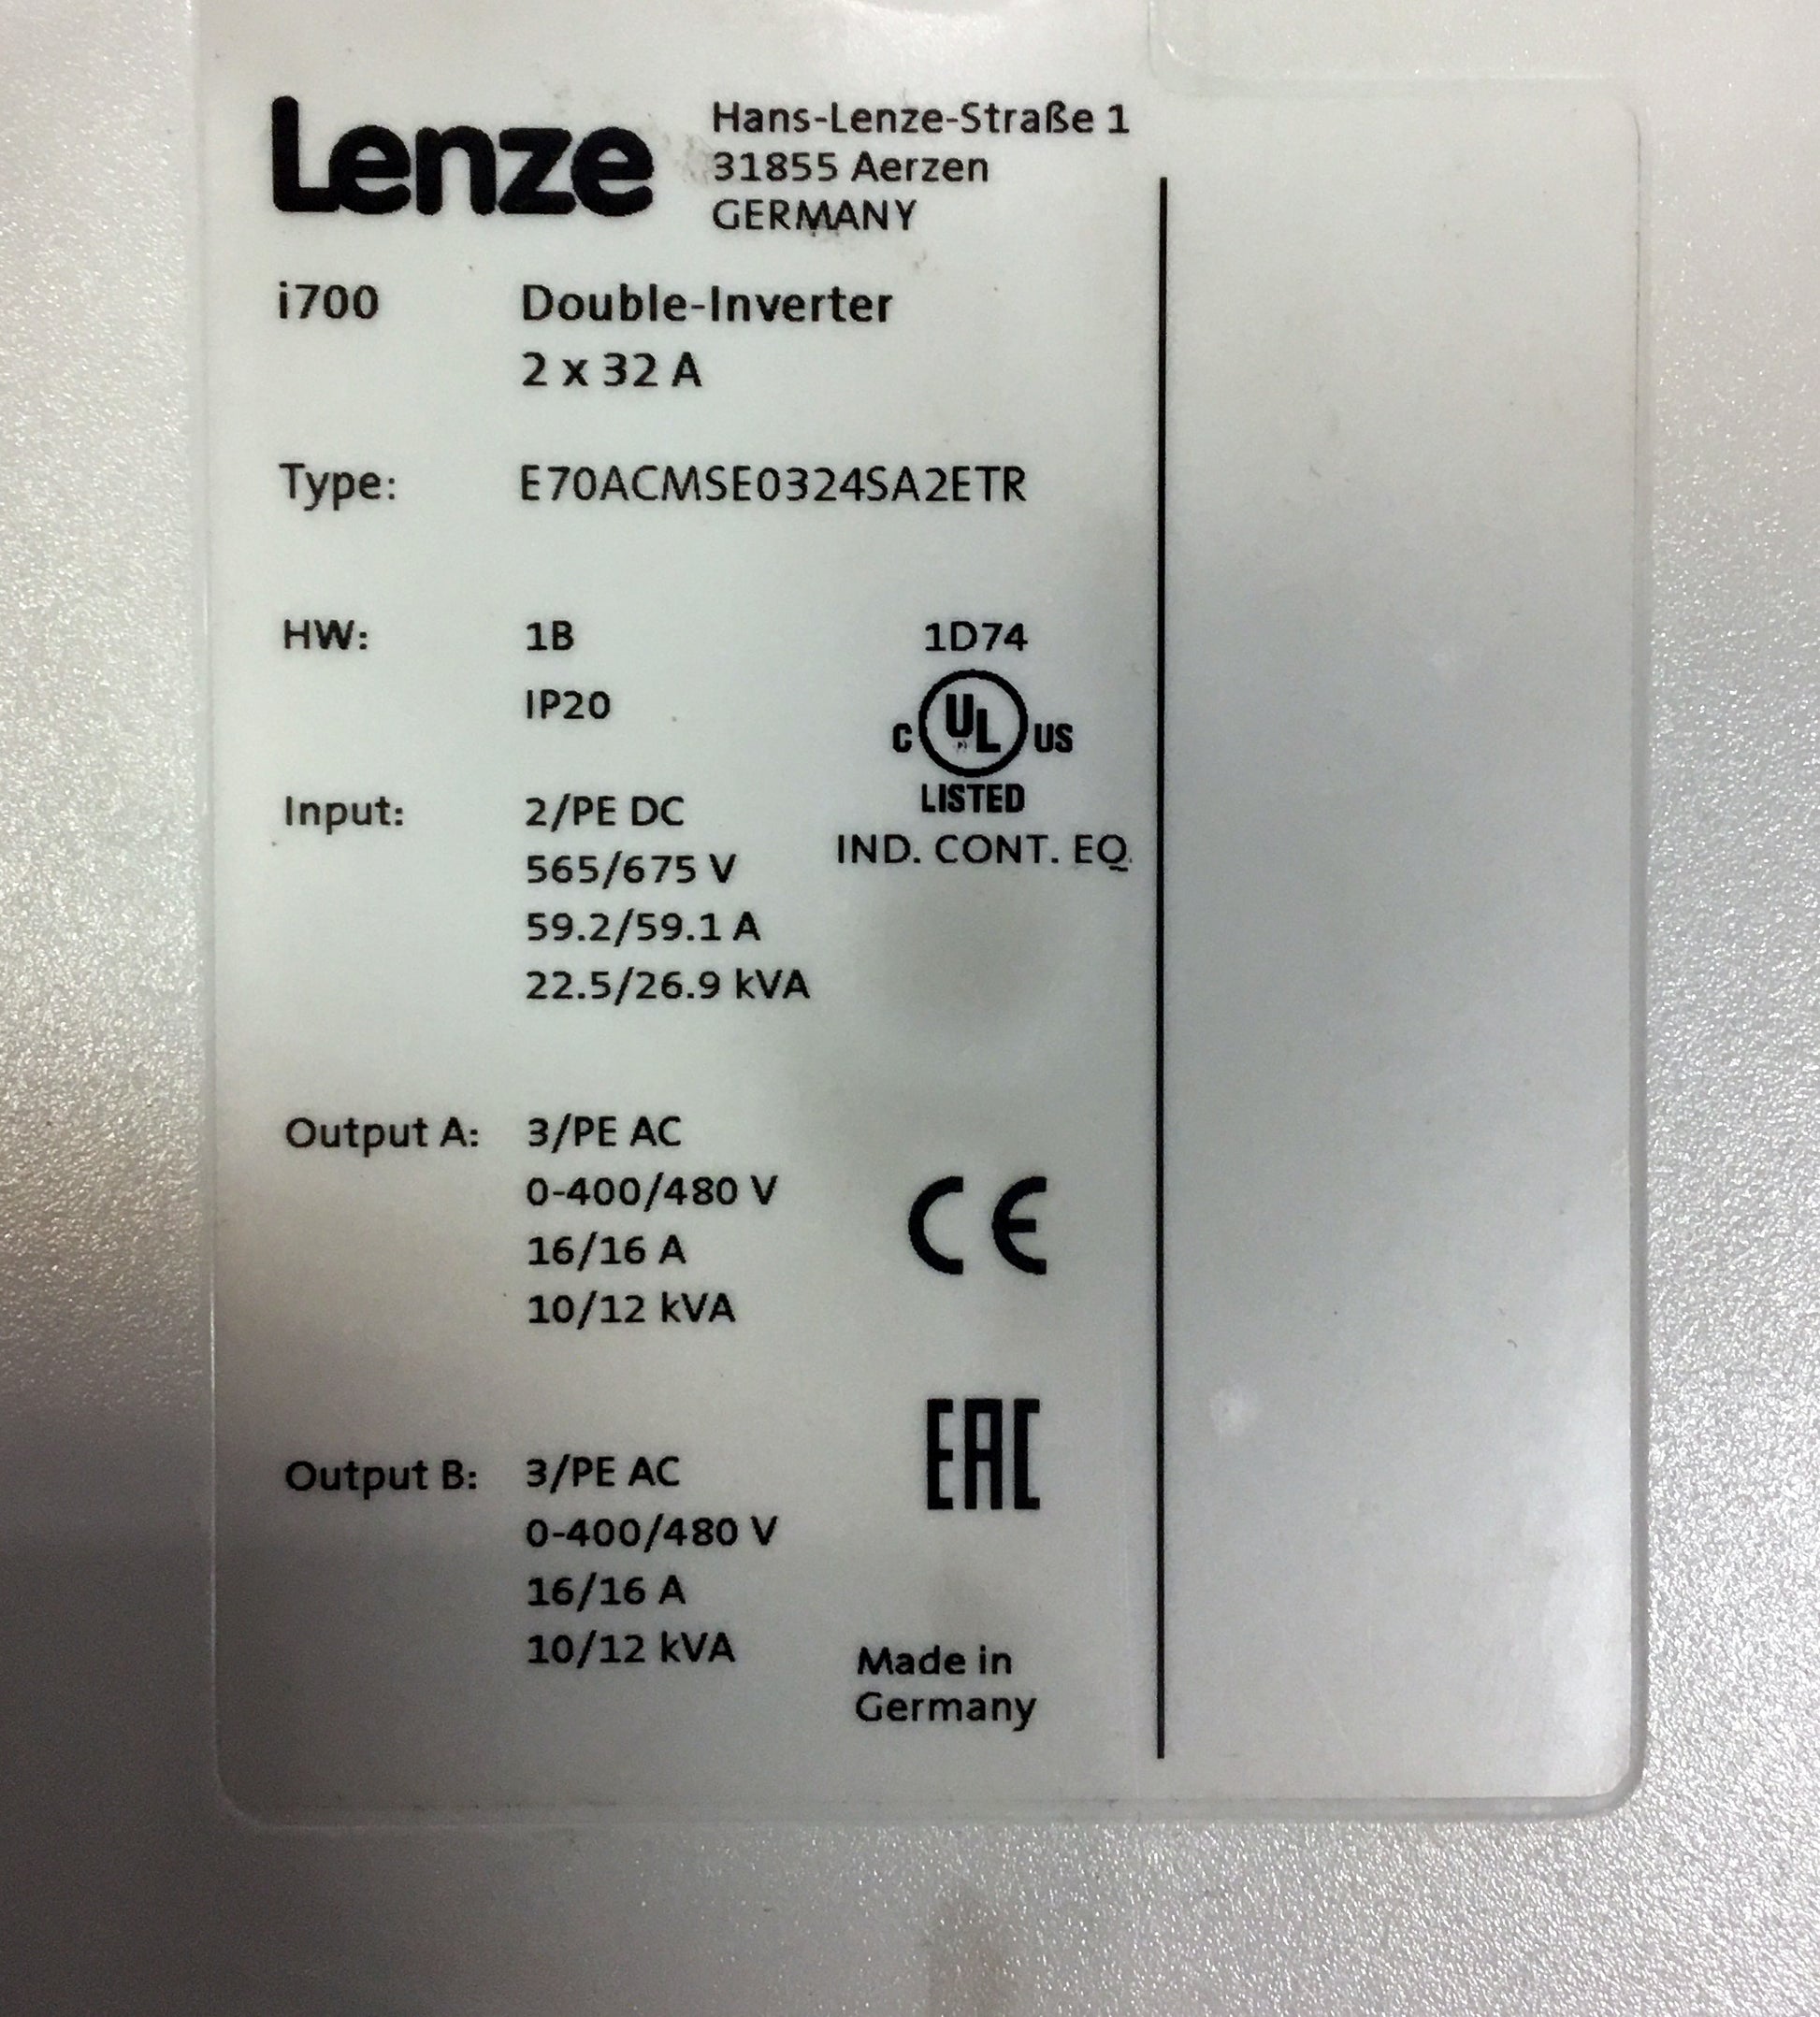 Lenze
Hans-Lenze-Straße 1
31855 Aerzen
GERMANY
i700 Double-Inverter
2 x 32 A
Type: E70ACMSE0324SA2ETR
HW: 1B 1D74
IP20
C UL US
LISTED
IND. CONT. EQ.
Input: 2/PE DC
565/675 V
59.2/59.1 A
22.5/26.9 kVA
Output A: 3/PE AC
0-400/480 V
16/16 A
10/12 kVA
CE
EAC
Output B: 3/PE AC
0-400/480 V
16/16 A
10/12 kVA
Made in
Germany